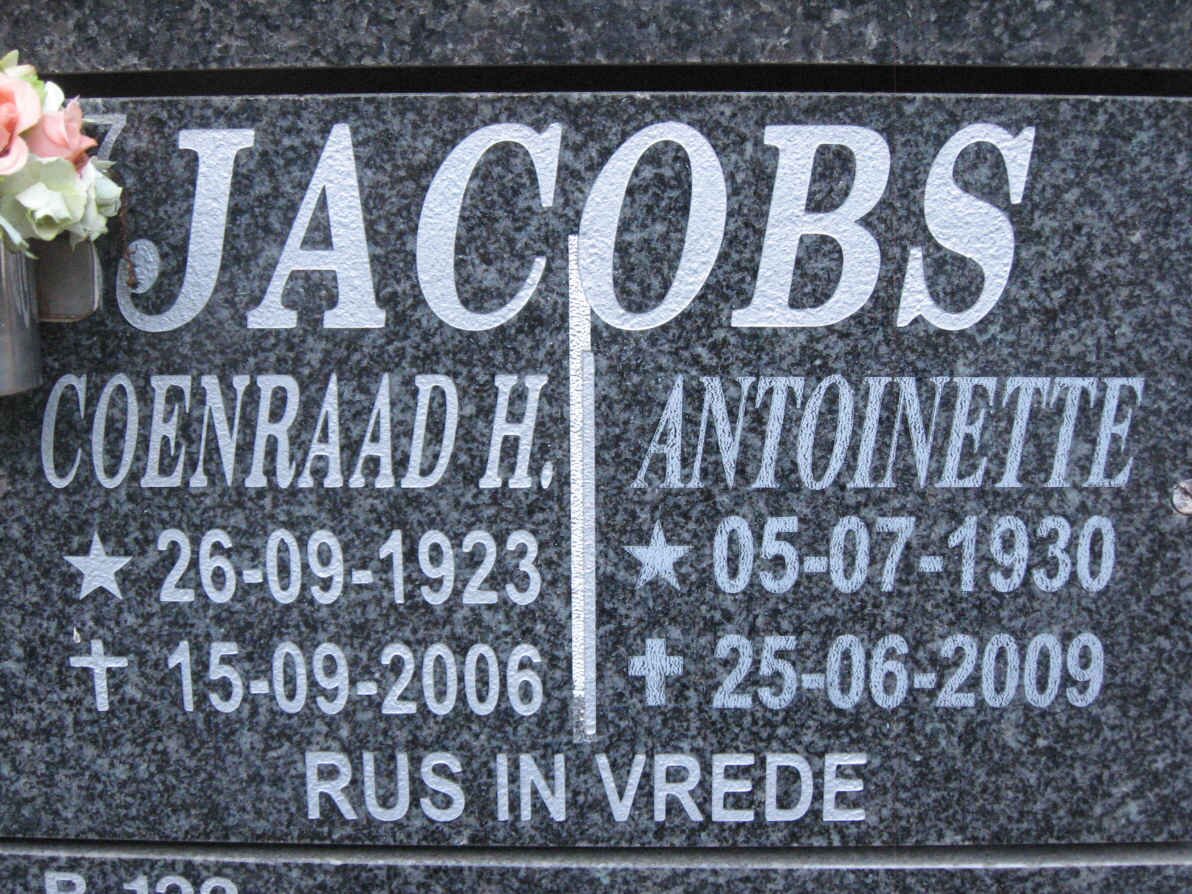 JACOBS
COENRAAD H.
★ 26-09-1923
✝ 15-09-2006
ANTOINETTE
★ 05-07-1930
✝ 25-06-2009
RUS IN VREDE